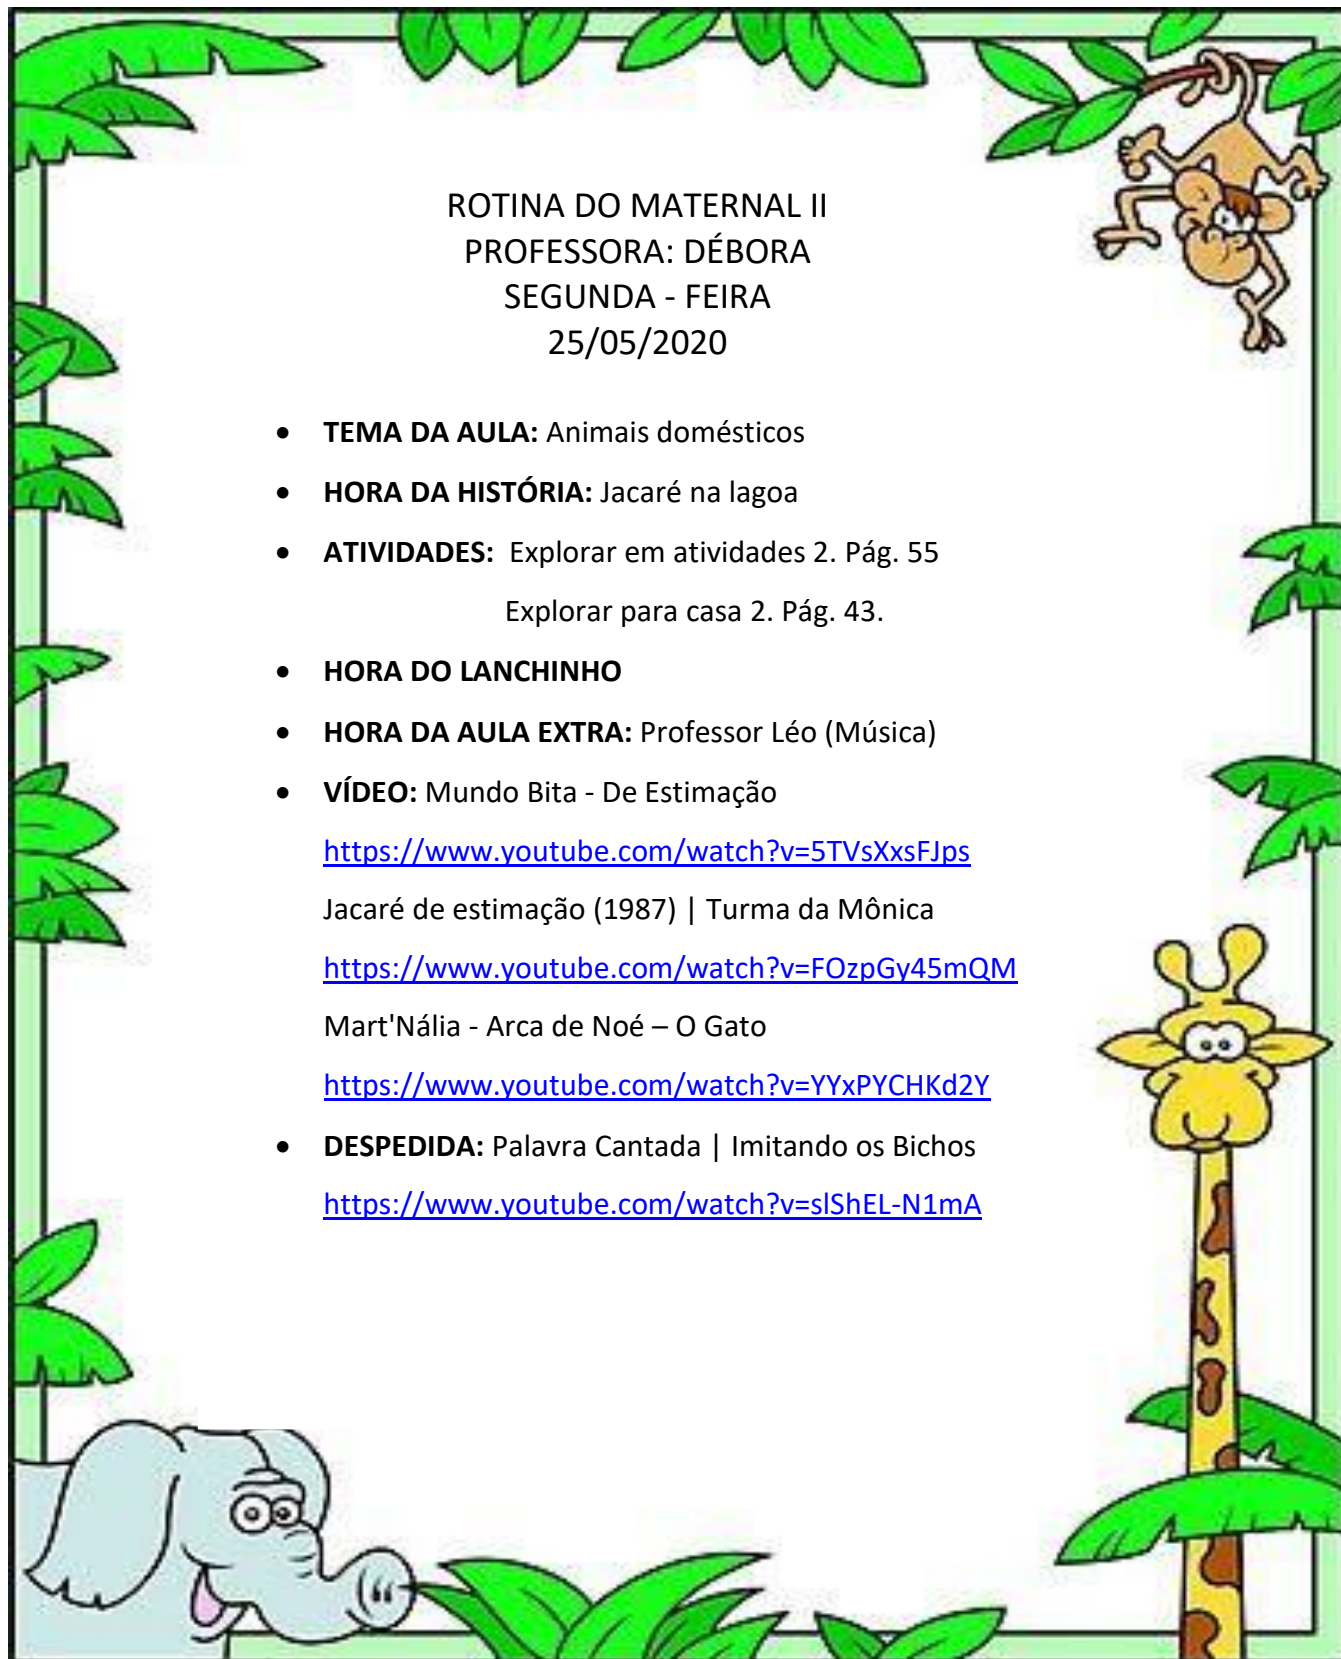 ROTINA DO MATERNAL II
PROFESSORA: DÉBORA
SEGUNDA - FEIRA
25/05/2020
• TEMA DA AULA: Animais domésticos
• HORA DA HISTÓRIA: Jacaré na lagoa
• ATIVIDADES: Explorar em atividades 2. Pág. 55
Explorar para casa 2. Pág. 43.
• HORA DO LANCHINHO
• HORA DA AULA EXTRA: Professor Léo (Música)
• VÍDEO: Mundo Bita - De Estimação
https://www.youtube.com/watch?v=5TVsXxsFJps
Jacaré de estimação (1987) | Turma da Mônica
https://www.youtube.com/watch?v=FOzpGy45mQM
Mart'Nália - Arca de Noé – O Gato
https://www.youtube.com/watch?v=YYxPYCHKd2Y
• DESPEDIDA: Palavra Cantada | Imitando os Bichos
https://www.youtube.com/watch?v=slShEL-N1mA